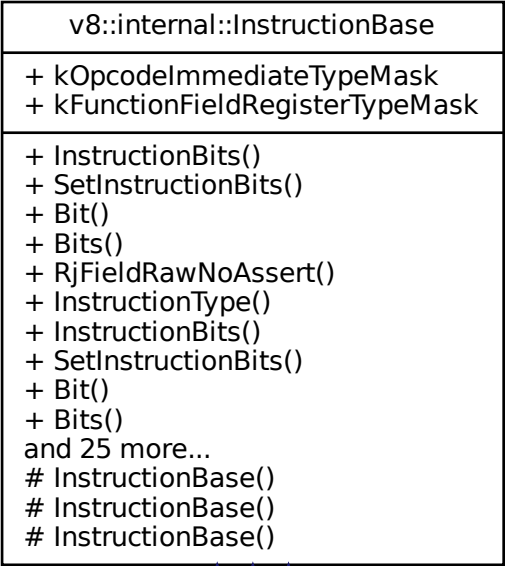 v8::internal::InstructionBase
+ kOpcodeImmediateTypeMask
+ kFunctionFieldRegisterTypeMask
+ InstructionBits()
+ SetInstructionBits()
+ Bit()
+ Bits()
+ RjFieldRawNoAssert()
+ InstructionType()
+ InstructionBits()
+ SetInstructionBits()
+ Bit()
+ Bits()
and 25 more...
# InstructionBase()
# InstructionBase()
# InstructionBase()